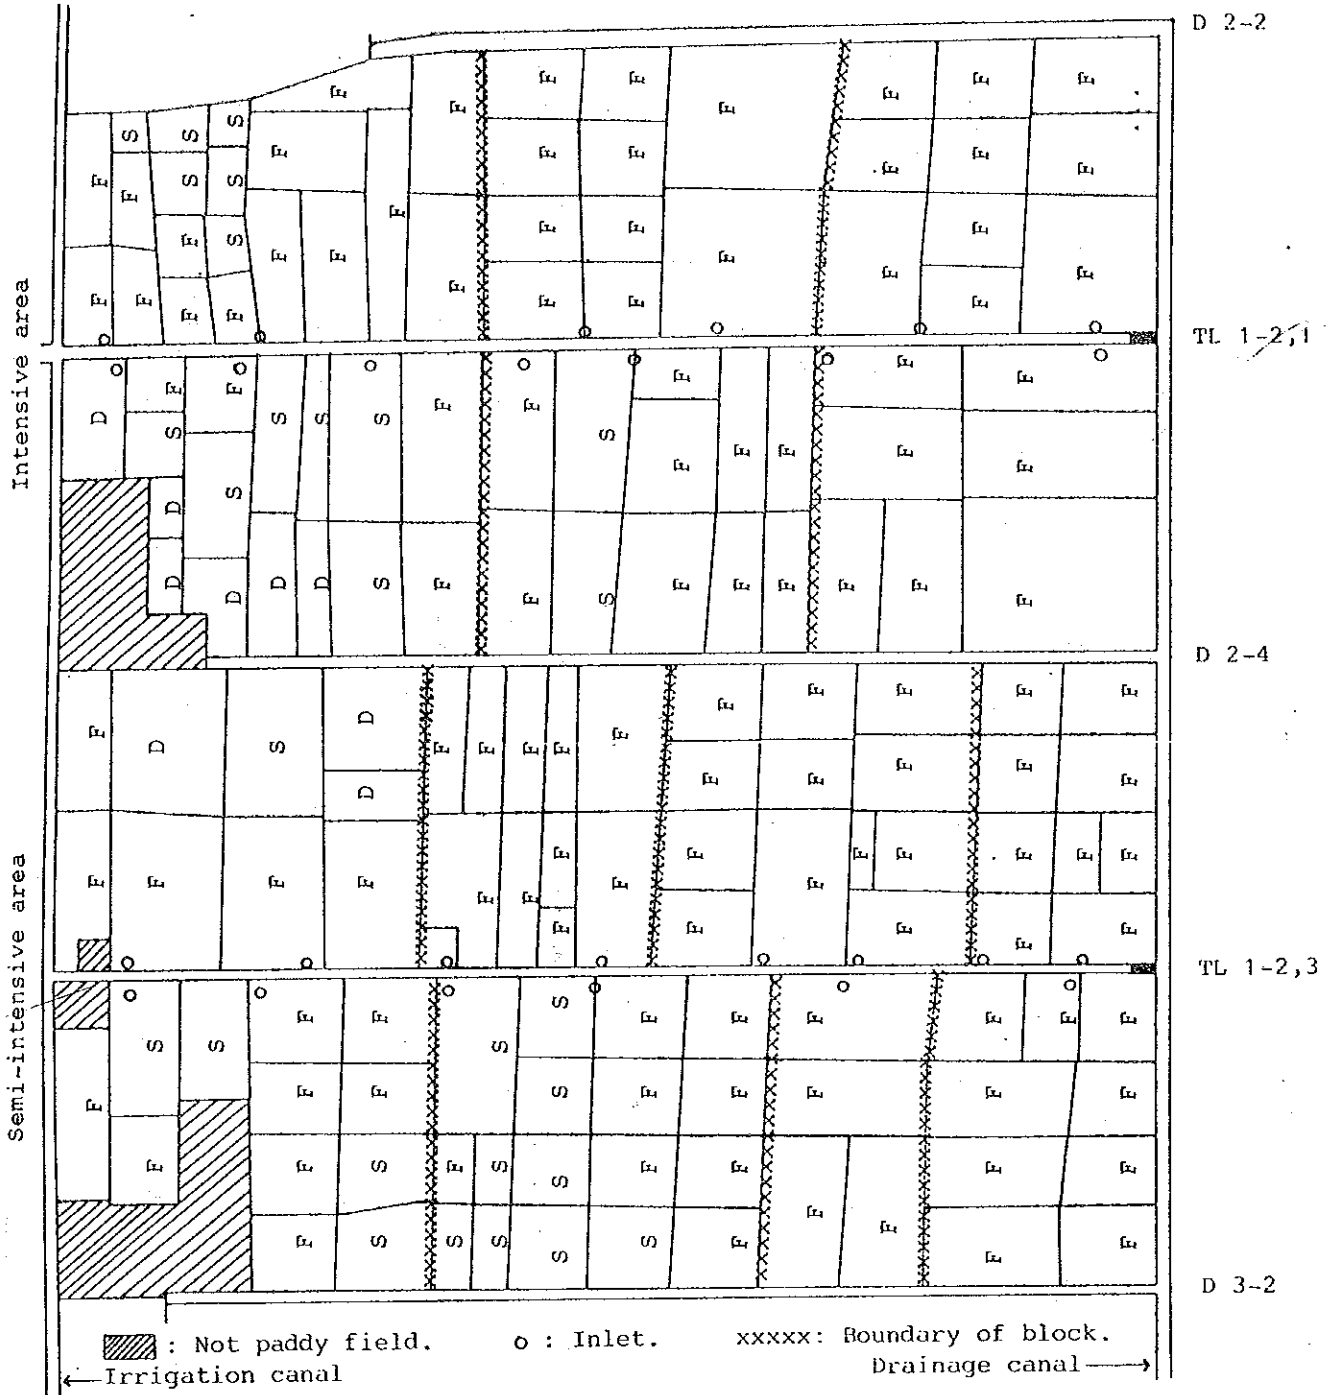 D 2-2
F F F F F F F F
S S S F F F F F F
F F S S F
F S F F F F F F
F F F F F F F F F F
TL 1-2,1
Intensive area
D F F S S S F F F F F
S S F F F F F
D S
D D D D S F F S F F F F F F
D 2-4
F D S D F F F F F F F F F F
D F F F F F
F F F F F F F F F F F F F F F
F F F F F
TL 1-2,3
Semi-intensive area
S S F F S S F F F F F F
F F F S F F F F F
F F S F S S F F F F
F S S S S S F F F F F
D 3-2
: Not paddy field. o : Inlet. xxxxx: Boundary of block.
Irrigation canal Drainage canal